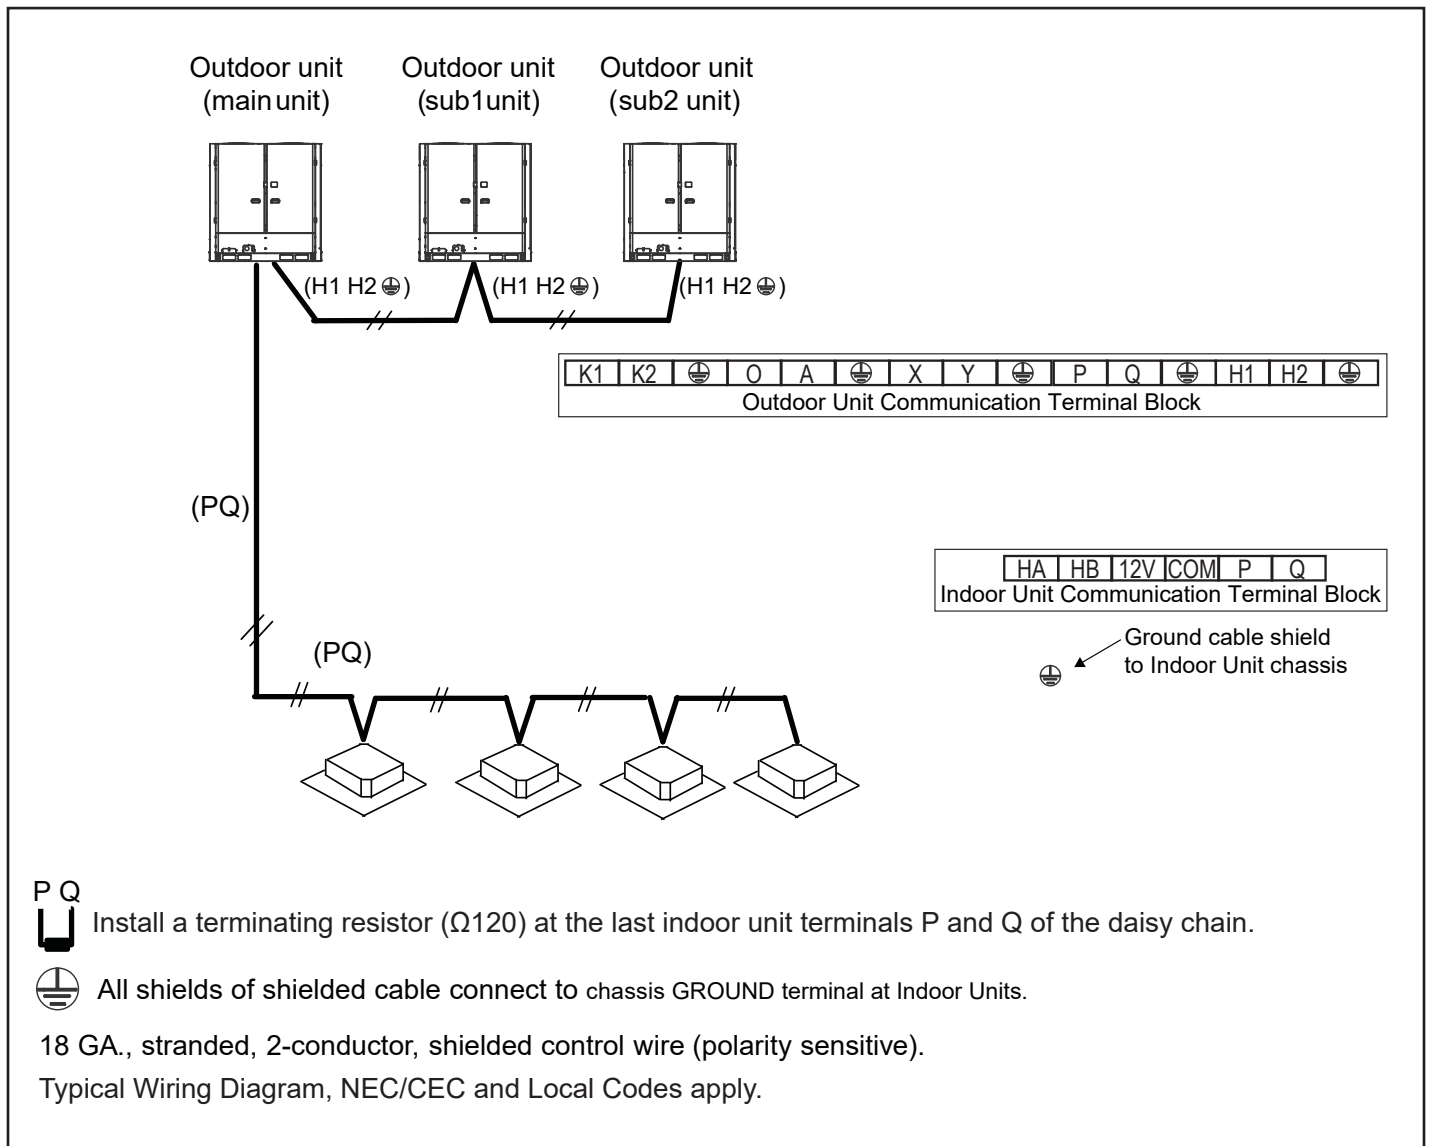 Outdoor unit
(main unit)
Outdoor unit
(sub1unit)
Outdoor unit
(sub2 unit)
(H1 H2 ⏚)
(H1 H2 ⏚)
(H1 H2 ⏚)
K1 K2 ⏚ O A ⏚ X Y ⏚ P Q ⏚ H1 H2 ⏚
Outdoor Unit Communication Terminal Block
(PQ)
HA HB 12V COM P Q
Indoor Unit Communication Terminal Block
Ground cable shield
to Indoor Unit chassis
(PQ)
P Q
Install a terminating resistor (Ω120) at the last indoor unit terminals P and Q of the daisy chain.
All shields of shielded cable connect to chassis GROUND terminal at Indoor Units.
18 GA., stranded, 2-conductor, shielded control wire (polarity sensitive).
Typical Wiring Diagram, NEC/CEC and Local Codes apply.